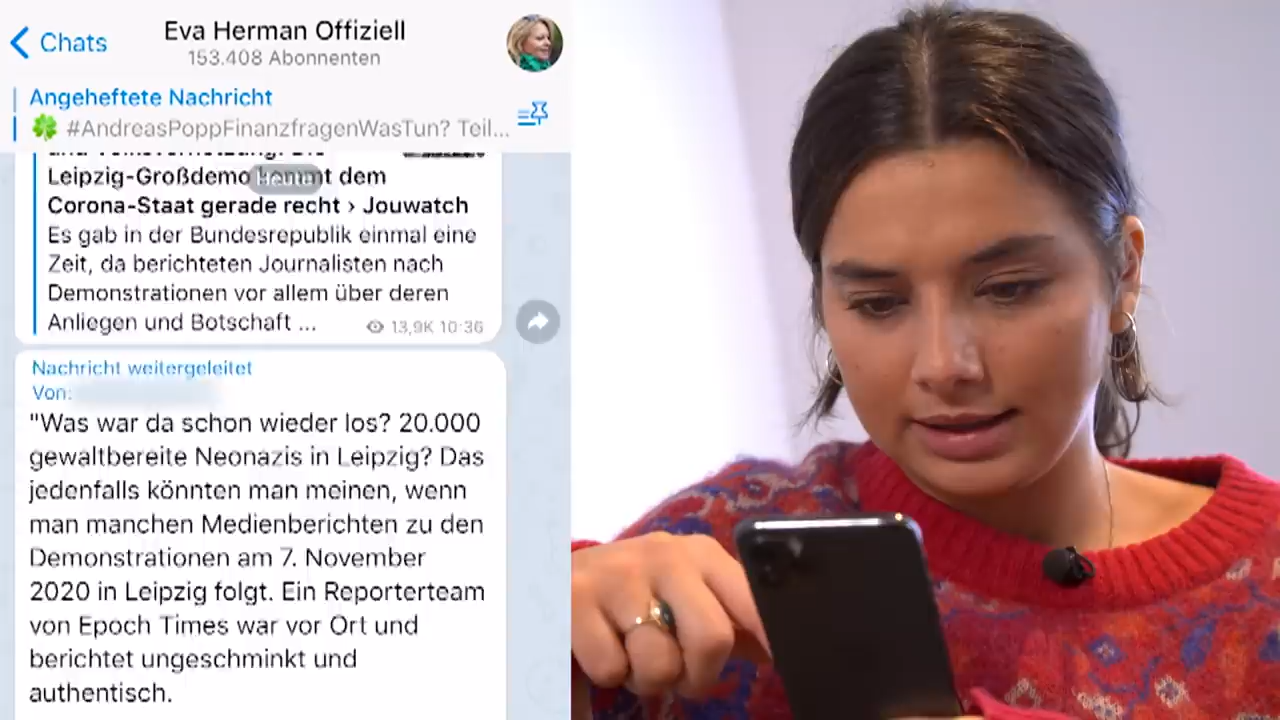 Chats
Eva Herman Offiziell
153.408 Abonnenten
Angeheftete Nachricht
🍀 #AndreasPoppFinanzfragenWasTun? Teil...
Leipzig-Großdemo kommt dem
Heute
Corona-Staat gerade recht › Jouwatch
Es gab in der Bundesrepublik einmal eine
Zeit, da berichteten Journalisten nach
Demonstrationen vor allem über deren
Anliegen und Botschaft ...
13,9K 10:36
Nachricht weitergeleitet
Von:
"Was war da schon wieder los? 20.000
gewaltbereite Neonazis in Leipzig? Das
jedenfalls könnten man meinen, wenn
man manchen Medienberichten zu den
Demonstrationen am 7. November
2020 in Leipzig folgt. Ein Reporterteam
von Epoch Times war vor Ort und
berichtet ungeschminkt und
authentisch.